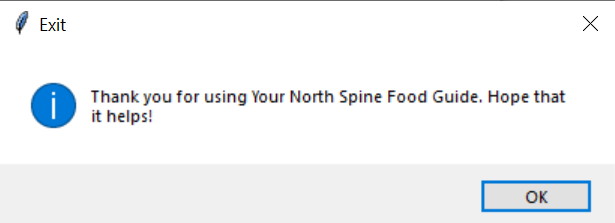 Exit
Thank you for using Your North Spine Food Guide. Hope that
it helps!
OK